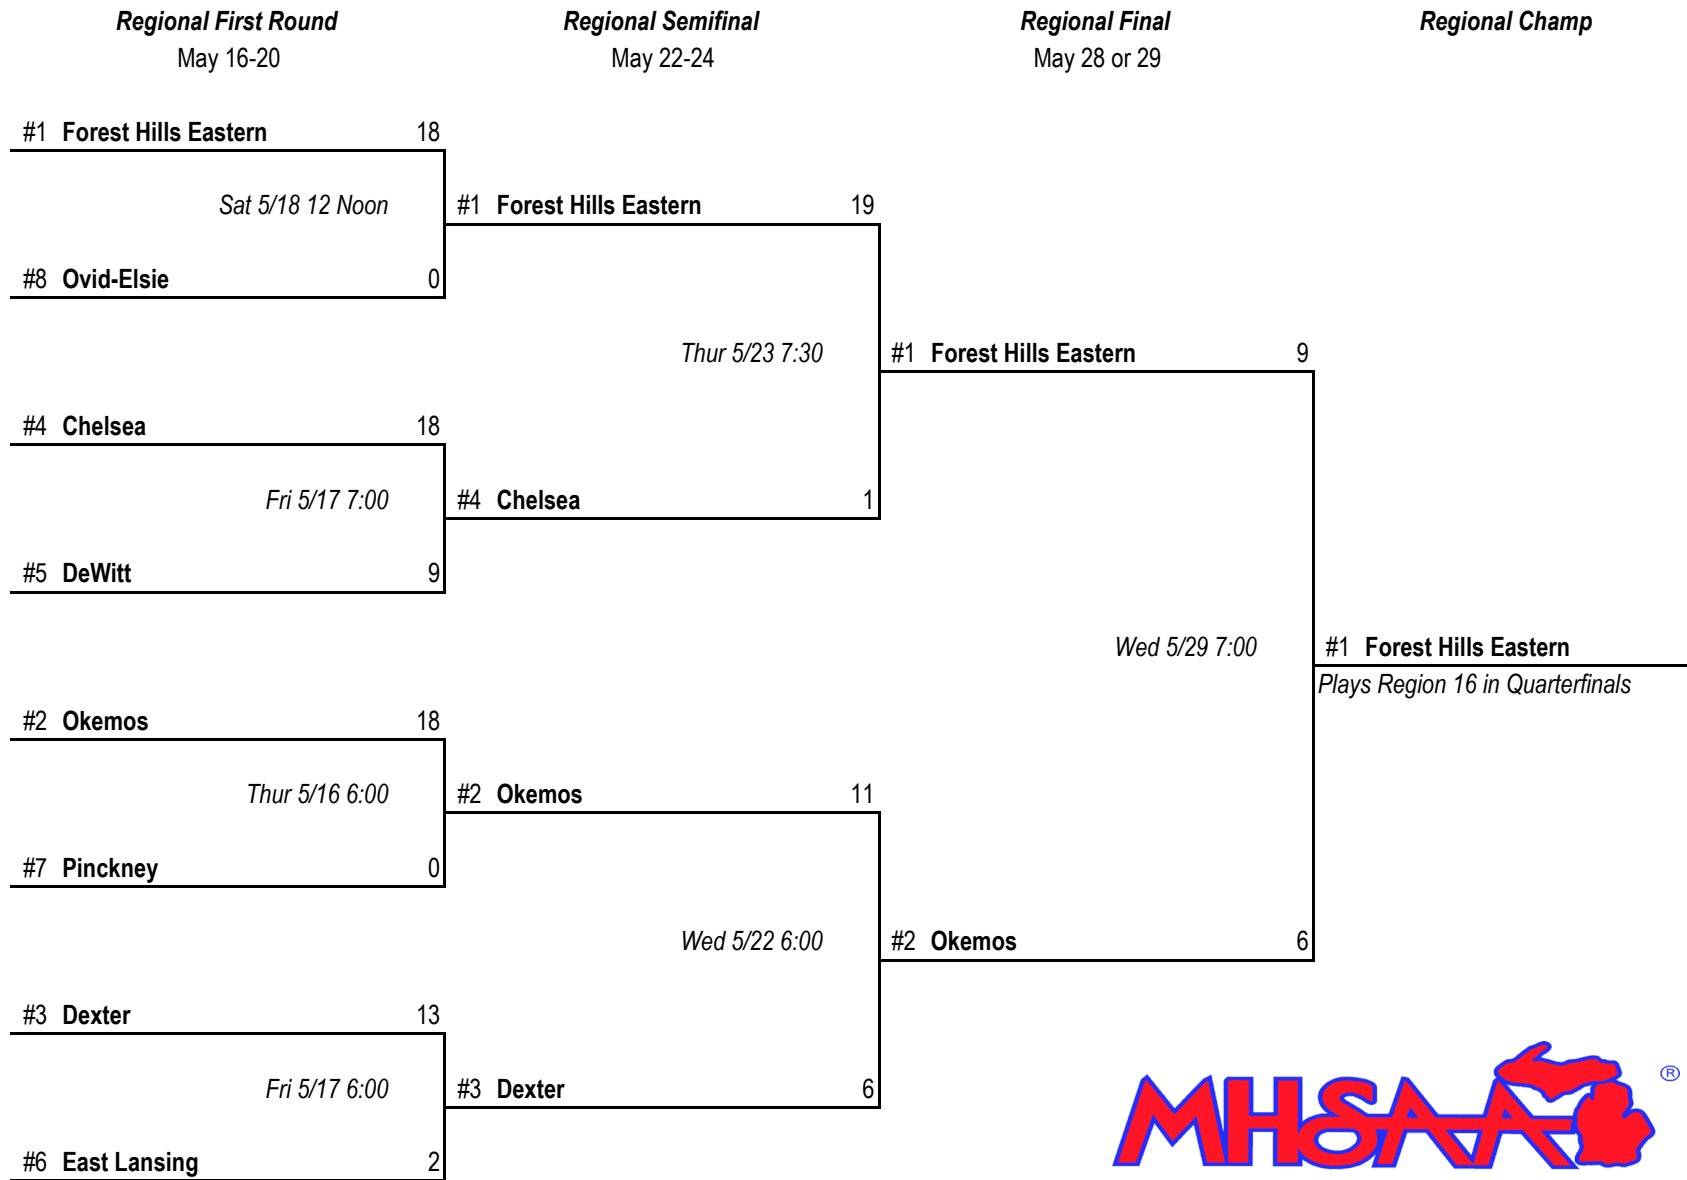 Regional First Round Regional Semifinal Regional Final Regional Champ
May 16-20 May 22-24 May 28 or 29
#1 Forest Hills Eastern 18
Sat 5/18 12 Noon #1 Forest Hills Eastern 19
#8 Ovid-Elsie 0
Thur 5/23 7:30 #1 Forest Hills Eastern 9
#4 Chelsea 18
Fri 5/17 7:00 #4 Chelsea 1
#5 DeWitt 9
Wed 5/29 7:00 #1 Forest Hills Eastern
Plays Region 16 in Quarterfinals
#2 Okemos 18
Thur 5/16 6:00 #2 Okemos 11
#7 Pinckney 0
Wed 5/22 6:00 #2 Okemos 6
#3 Dexter 13
Fri 5/17 6:00 #3 Dexter 6
#6 East Lansing 2
MHSAA ®